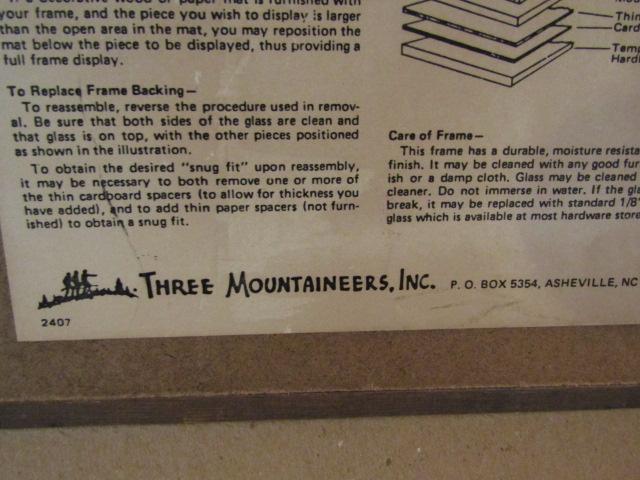 decorative wood or paper mat is furnished with
your frame, and the piece you wish to display is larger
than the open area in the mat, you may reposition the
mat below the piece to be displayed, thus providing a
full frame display.
To Replace Frame Backing—
To reassemble, reverse the procedure used in remov-
al. Be sure that both sides of the glass are clean and
that glass is on top, with the other pieces positioned
as shown in the illustration.
To obtain the desired "snug fit" upon reassembly,
it may be necessary to both remove one or more of
the thin cardboard spacers (to allow for thickness you
have added), and to add thin paper spacers (not furn-
ished) to obtain a snug fit.
Thin
Card
Temp
Hardl
Care of Frame—
This frame has a durable, moisture resista
finish. It may be cleaned with any good fur
ish or a damp cloth. Glass may be cleaned
cleaner. Do not immerse in water. If the gla
break, it may be replaced with standard 1/8"
glass which is available at most hardware store
THREE MOUNTAINEERS, INC. P. O. BOX 5354, ASHEVILLE, NC
2407